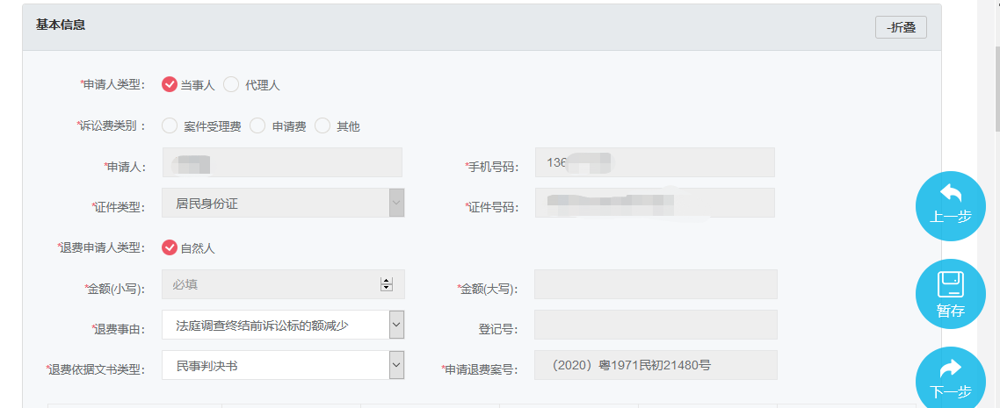 基本信息 -折叠
*申请人类型： 当事人 代理人
*诉讼费类别： 案件受理费 申请费 其他
*申请人： *手机号码： 136
*证件类型： 居民身份证 *证件号码：
*退费申请人类型： 自然人
*金额(小写)： 必填 *金额(大写)：
*退费事由： 法庭调查终结前诉讼标的额减少 登记号：
*退费依据文书类型： 民事判决书 *申请退费案号： （2020）粤1971民初21480号
上一步
暂存
下一步